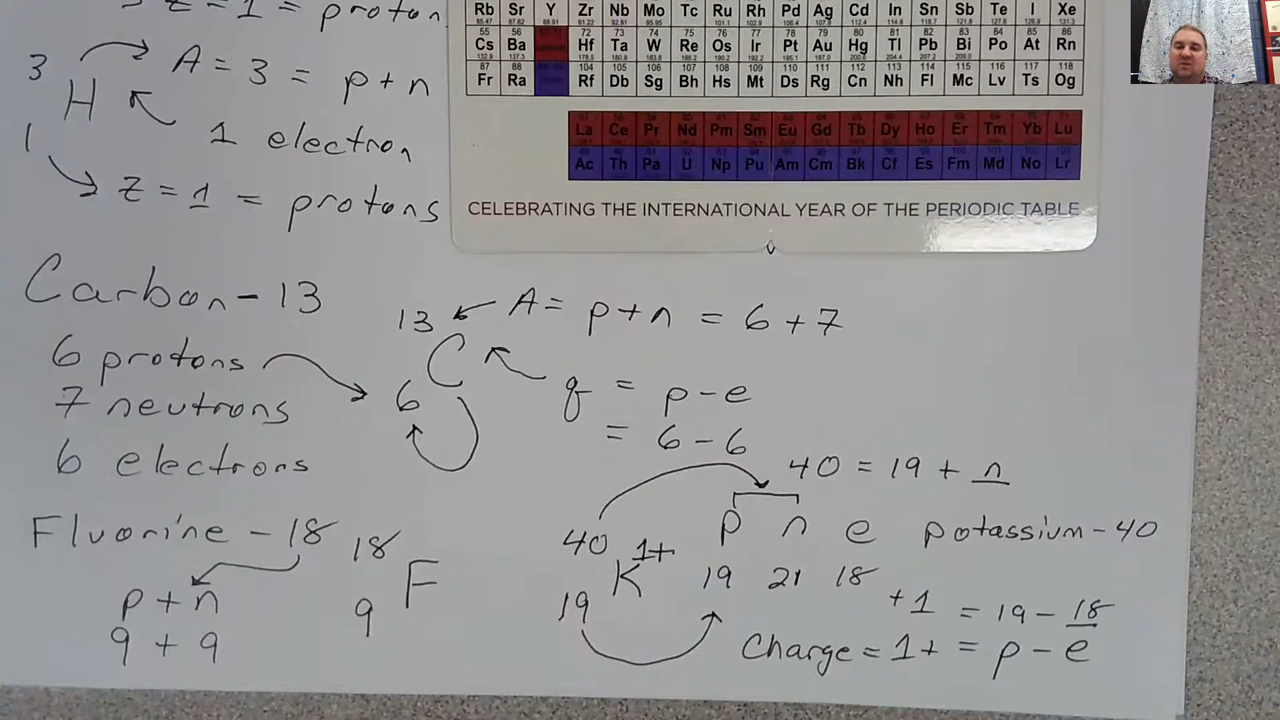 Z = 1 = proton
3
H
1
A = 3 = p + n
1 electron
Z = 1 = protons
Rb Sr Y Zr Nb Mo Tc Ru Rh Pd Ag Cd In Sn Sb Te I Xe
55 56 72 73 74 75 76 77 78 79 80 81 82 83 84 85 86
Cs Ba Hf Ta W Re Os Ir Pt Au Hg Tl Pb Bi Po At Rn
87 88 104 105 106 107 108 109 110 111 112 113 114 115 116 117 118
Fr Ra Rf Db Sg Bh Hs Mt Ds Rg Cn Nh Fl Mc Lv Ts Og
La Ce Pr Nd Pm Sm Eu Gd Tb Dy Ho Er Tm Yb Lu
Ac Th Pa U Np Pu Am Cm Bk Cf Es Fm Md No Lr
CELEBRATING THE INTERNATIONAL YEAR OF THE PERIODIC TABLE
Carbon - 13
6 protons
7 neutrons
6 electrons
13
C
6
A = p + n = 6 + 7
q = p - e
= 6 - 6
Fluorine - 18
p + n
9 + 9
18
F
9
40 = 19 + n
p n e potassium - 40
40 K 1+
19
19 21 18
+1 = 19 - 18
Charge = 1+ = p - e